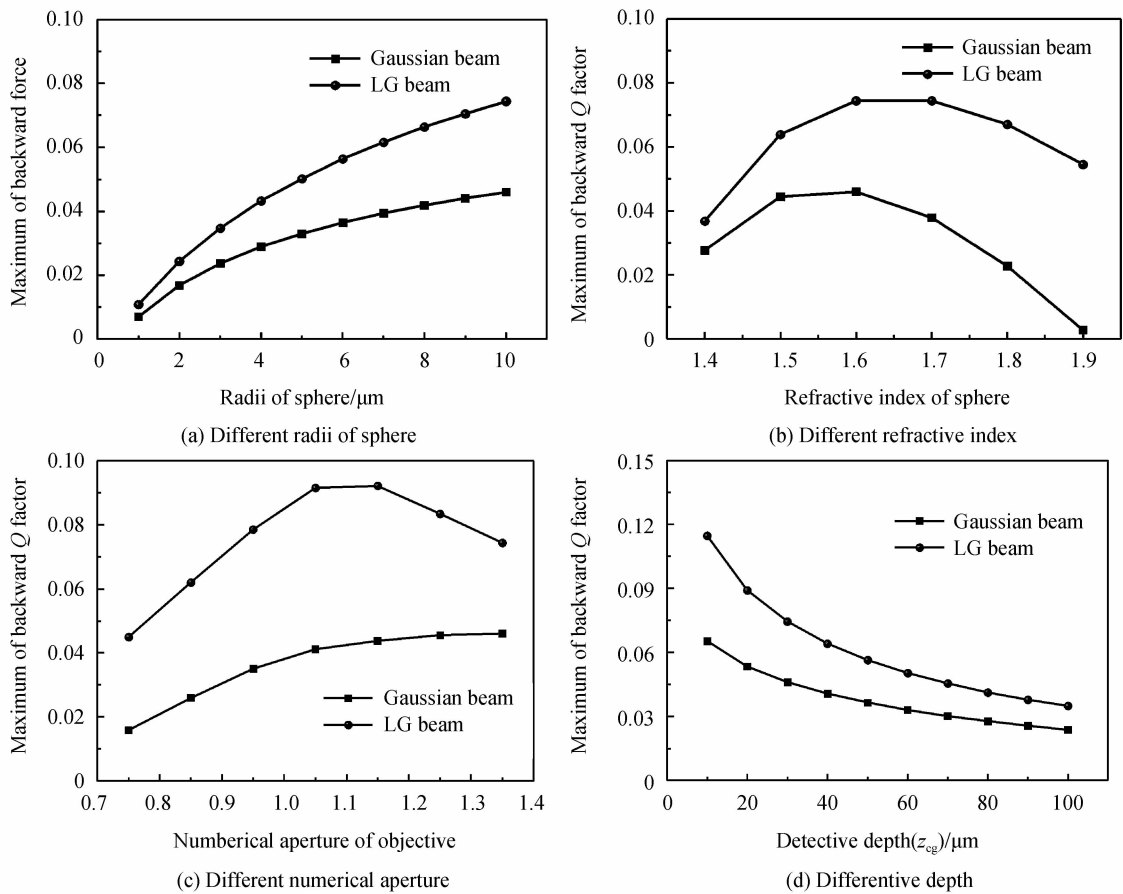 0.10
0.08
0.06
0.04
0.02
0
Maximum of backward force
Gaussian beam
LG beam
0 2 4 6 8 10
Radii of sphere/μm
(a) Different radii of sphere
0.10
0.08
0.06
0.04
0.02
0
Maximum of backward Q factor
Gaussian beam
LG beam
1.4 1.5 1.6 1.7 1.8 1.9
Refractive index of sphere
(b) Different refractive index
0.10
0.08
0.06
0.04
0.02
0
Maximum of backward Q factor
Gaussian beam
LG beam
0.7 0.8 0.9 1.0 1.1 1.2 1.3 1.4
Numberical aperture of objective
(c) Different numerical aperture
0.15
0.12
0.09
0.06
0.03
0
Maximum of backward Q factor
Gaussian beam
LG beam
0 20 40 60 80 100
Detective depth(zcg)/μm
(d) Differentive depth